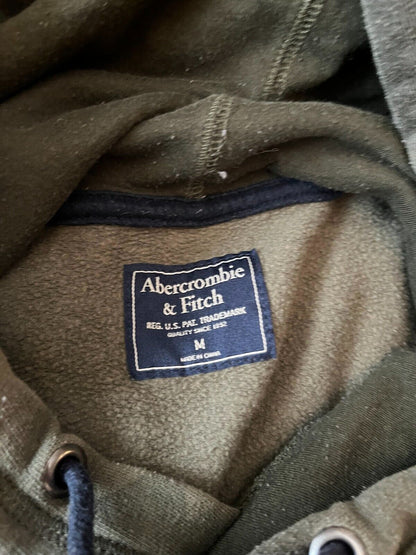 Abercrombie
& Fitch
REG. U.S. PAT. TRADEMARK
QUALITY SINCE 1892
M
MADE IN CHINA